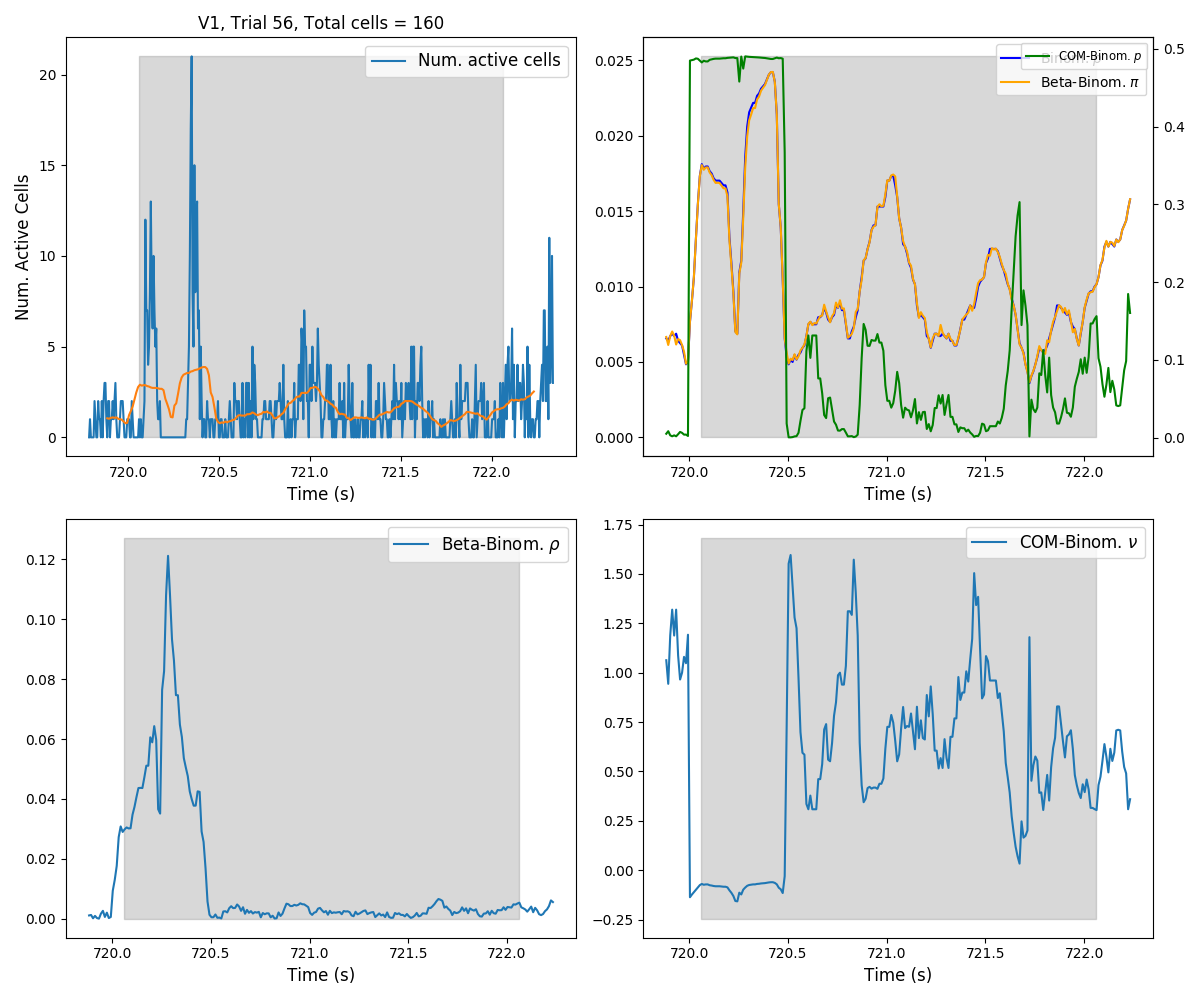 V1, Trial 56, Total cells = 160
Num. Active Cells
20
15
10
5
0
Num. active cells
720.0 720.5 721.0 721.5 722.0
Time (s)
0.025
0.020
0.015
0.010
0.005
0.000
COM-Binom. p
Beta-Binom. π
0.5
0.4
0.3
0.2
0.1
0.0
720.0 720.5 721.0 721.5 722.0
Time (s)
0.12
0.10
0.08
0.06
0.04
0.02
0.00
Beta-Binom. ρ
720.0 720.5 721.0 721.5 722.0
Time (s)
1.75
1.50
1.25
1.00
0.75
0.50
0.25
0.00
−0.25
COM-Binom. ν
720.0 720.5 721.0 721.5 722.0
Time (s)